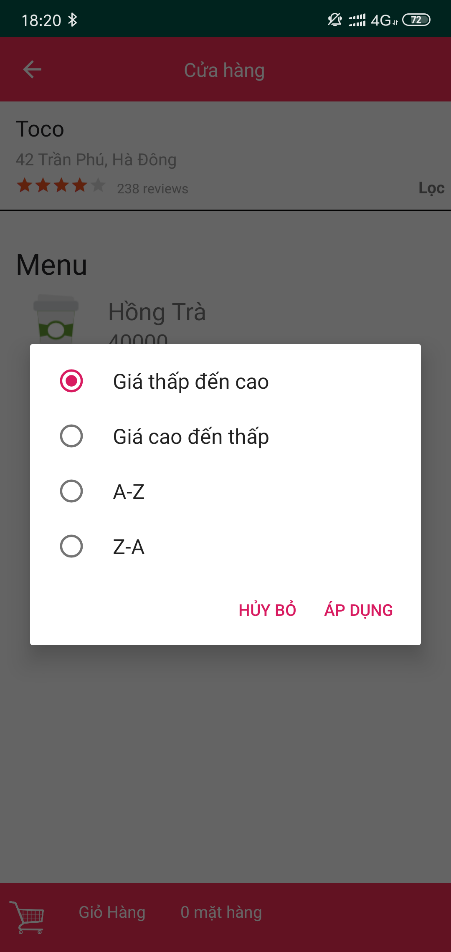 18:20 4G 72
Cửa hàng
Toco
42 Trần Phú, Hà Đông
238 reviews Lọc
Menu
Hồng Trà
40000
Giá thấp đến cao
Giá cao đến thấp
A-Z
Z-A
HỦY BỎ ÁP DỤNG
Giỏ Hàng 0 mặt hàng